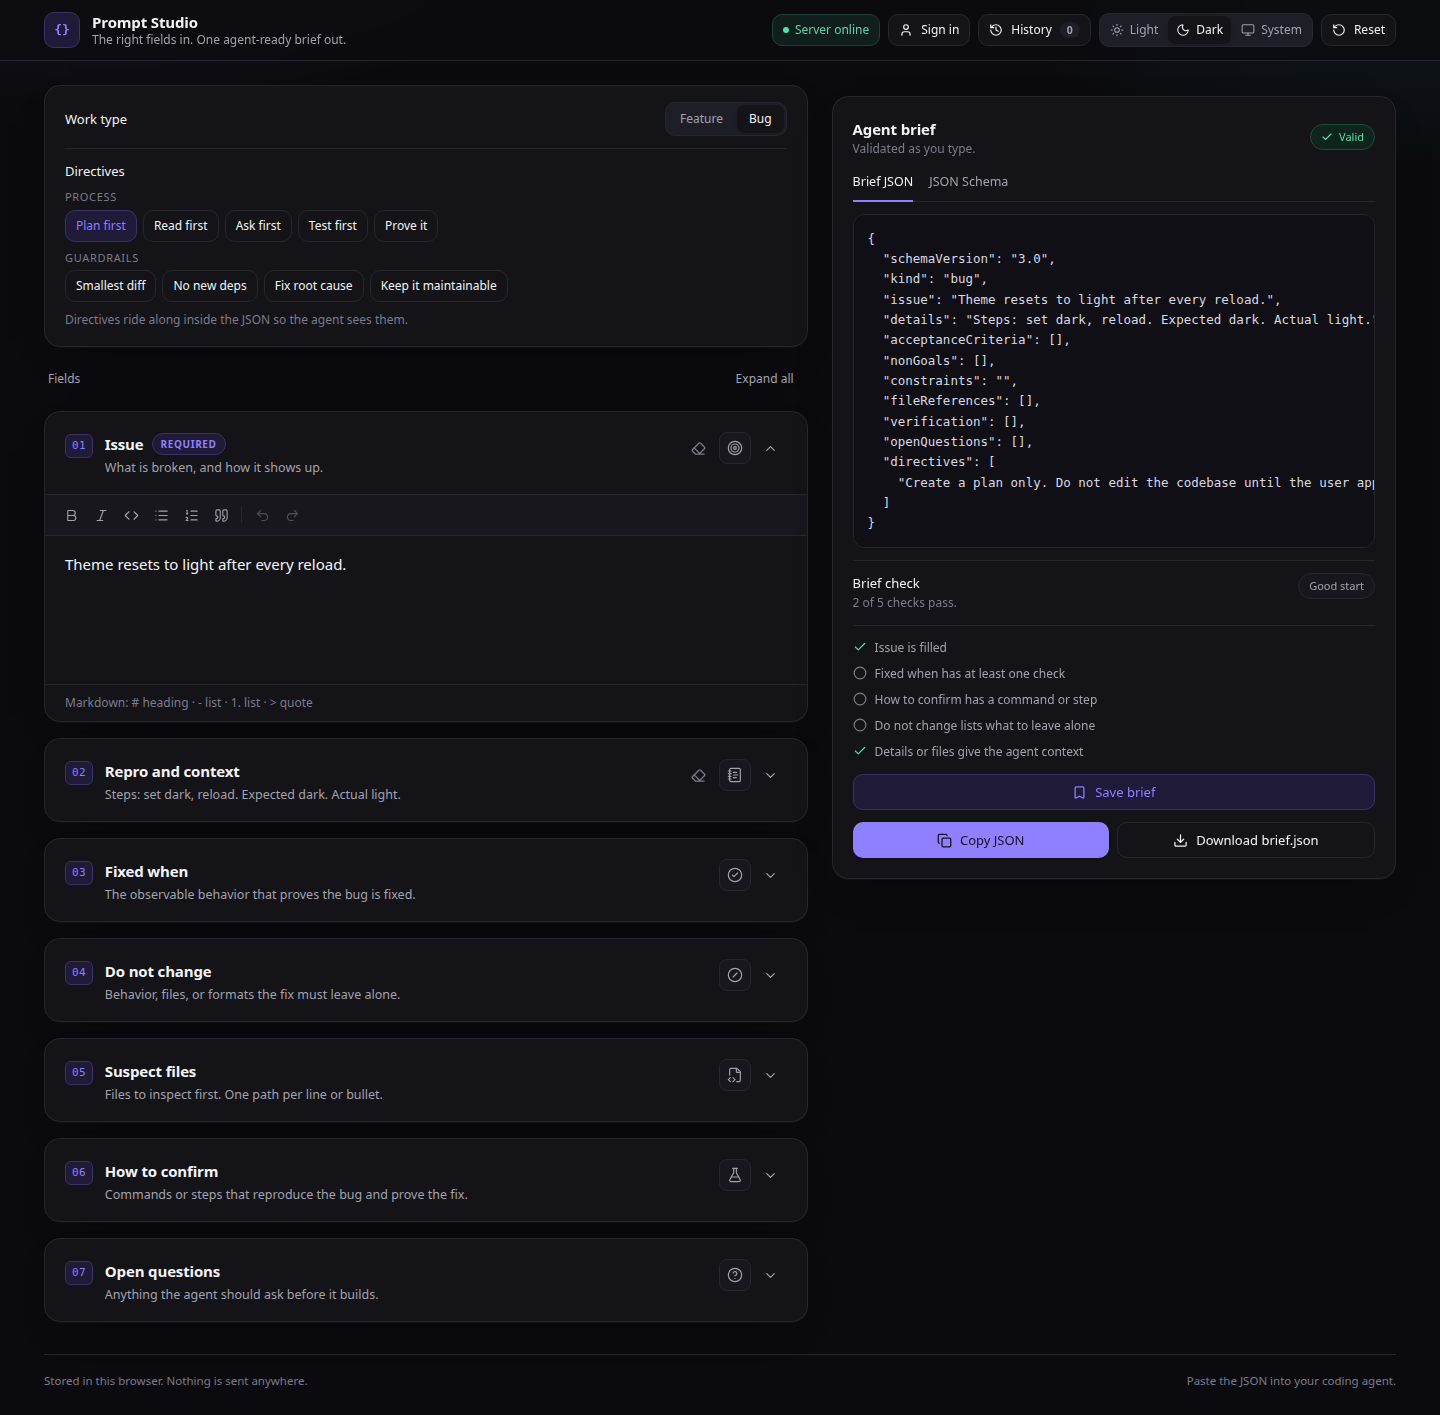 {} Prompt Studio
The right fields in. One agent-ready brief out.
Server online
Sign in
History 0
Light Dark System
Reset
Work type
Feature Bug
Directives
PROCESS
Plan first Read first Ask first Test first Prove it
GUARDRAILS
Smallest diff No new deps Fix root cause Keep it maintainable
Directives ride along inside the JSON so the agent sees them.
Fields Expand all
01 Issue REQUIRED
What is broken, and how it shows up.
Theme resets to light after every reload.
Markdown: # heading · - list · 1. list · > quote
02 Repro and context
Steps: set dark, reload. Expected dark. Actual light.
03 Fixed when
The observable behavior that proves the bug is fixed.
04 Do not change
Behavior, files, or formats the fix must leave alone.
05 Suspect files
Files to inspect first. One path per line or bullet.
06 How to confirm
Commands or steps that reproduce the bug and prove the fix.
07 Open questions
Anything the agent should ask before it builds.
Agent brief
Validated as you type.
Valid
Brief JSON JSON Schema
{
"schemaVersion": "3.0",
"kind": "bug",
"issue": "Theme resets to light after every reload.",
"details": "Steps: set dark, reload. Expected dark. Actual light."
"acceptanceCriteria": [],
"nonGoals": [],
"constraints": "",
"fileReferences": [],
"verification": [],
"openQuestions": [],
"directives": [
"Create a plan only. Do not edit the codebase until the user app
]
}
Brief check
2 of 5 checks pass.
Good start
Issue is filled
Fixed when has at least one check
How to confirm has a command or step
Do not change lists what to leave alone
Details or files give the agent context
Save brief
Copy JSON
Download brief.json
Stored in this browser. Nothing is sent anywhere.
Paste the JSON into your coding agent.